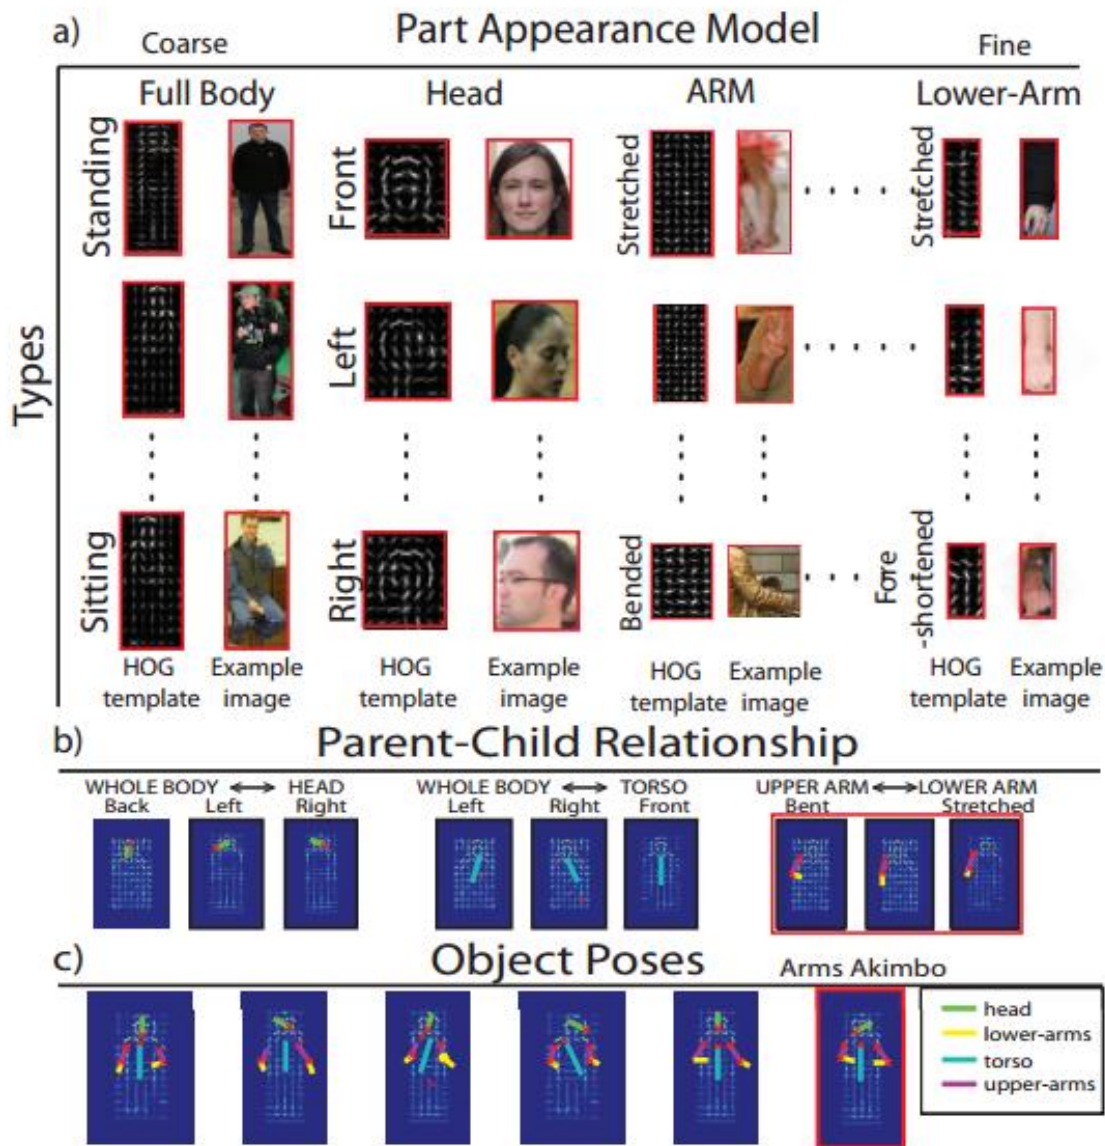 a)
Part Appearance Model
Coarse
Fine
Full Body
Head
ARM
Lower-Arm
Types
Standing
Front
Stretched
Strefched
Left
Sitting
Right
Bended
Fore
-shortened
HOG
template
Example
image
HOG
template
Example
image
HOG
template
Example
image
HOG
template
Example
image
b)
Parent-Child Relationship
WHOLE BODY
HEAD
Back
Left
Right
WHOLE BODY
TORSO
Left
Right
Front
UPPER ARM
LOWER ARM
Bent
Stretched
c)
Object Poses
Arms Akimbo
head
lower-arms
torso
upper-arms